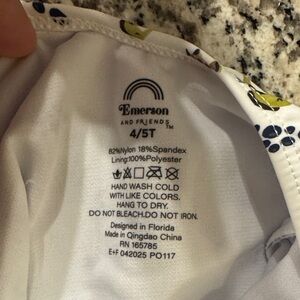 Emerson
AND FRIENDS™
4/5T
82%Nylon 18%Spandex
Lining:100%Polyester
HAND WASH COLD
WITH LIKE COLORS.
HANG TO DRY.
DO NOT BLEACH.DO NOT IRON.
Designed in Florida
Made in Qingdao China
RN 165785
E+F 042025 PO117